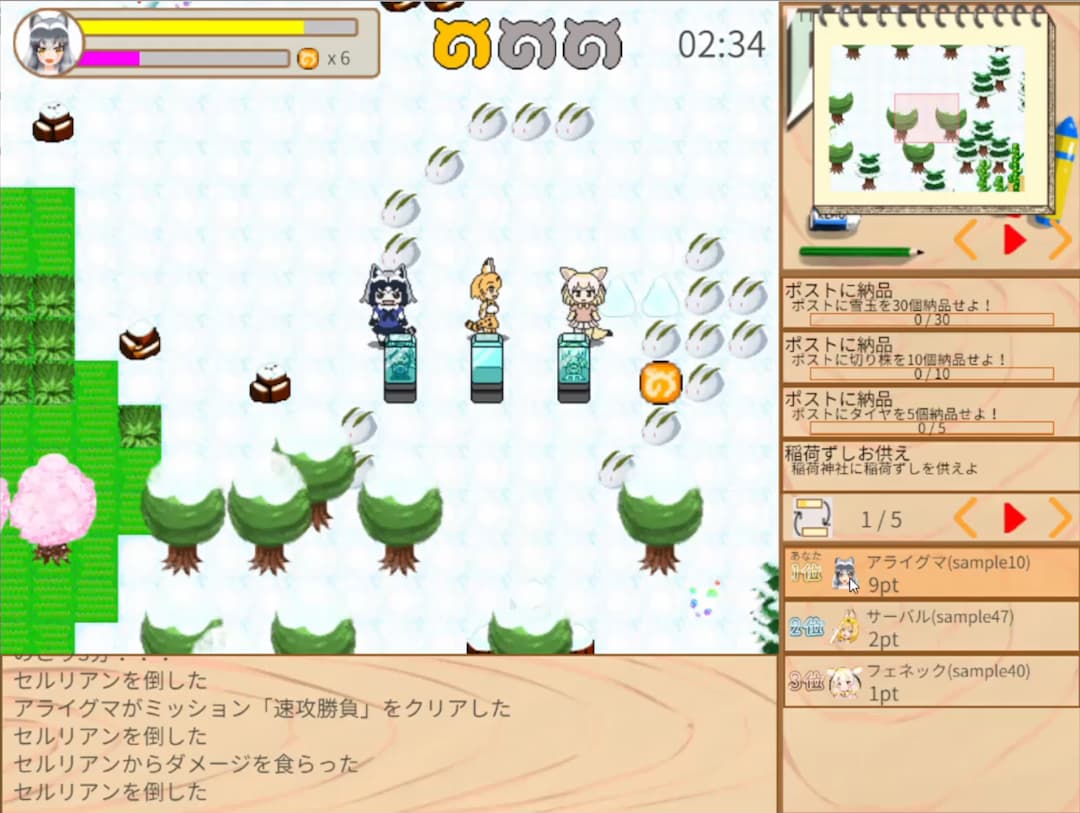 x 6
02:34
ポストに納品
ポストに雪玉を30個納品せよ！
0 / 30
ポストに納品
ポストに切り株を10個納品せよ！
0 / 10
ポストに納品
ポストにダイヤを5個納品せよ！
0 / 5
稲荷ずしお供え
稲荷神社に稲荷ずしを供えよ
1 / 5
あなた
1位
アライグマ(sample10)
9pt
2位
サーバル(sample47)
2pt
3位
フェネック(sample40)
1pt
のこり3分！！！
セルリアンを倒した
アライグマがミッション「速攻勝負」をクリアした
セルリアンを倒した
セルリアンからダメージを食らった
セルリアンを倒した